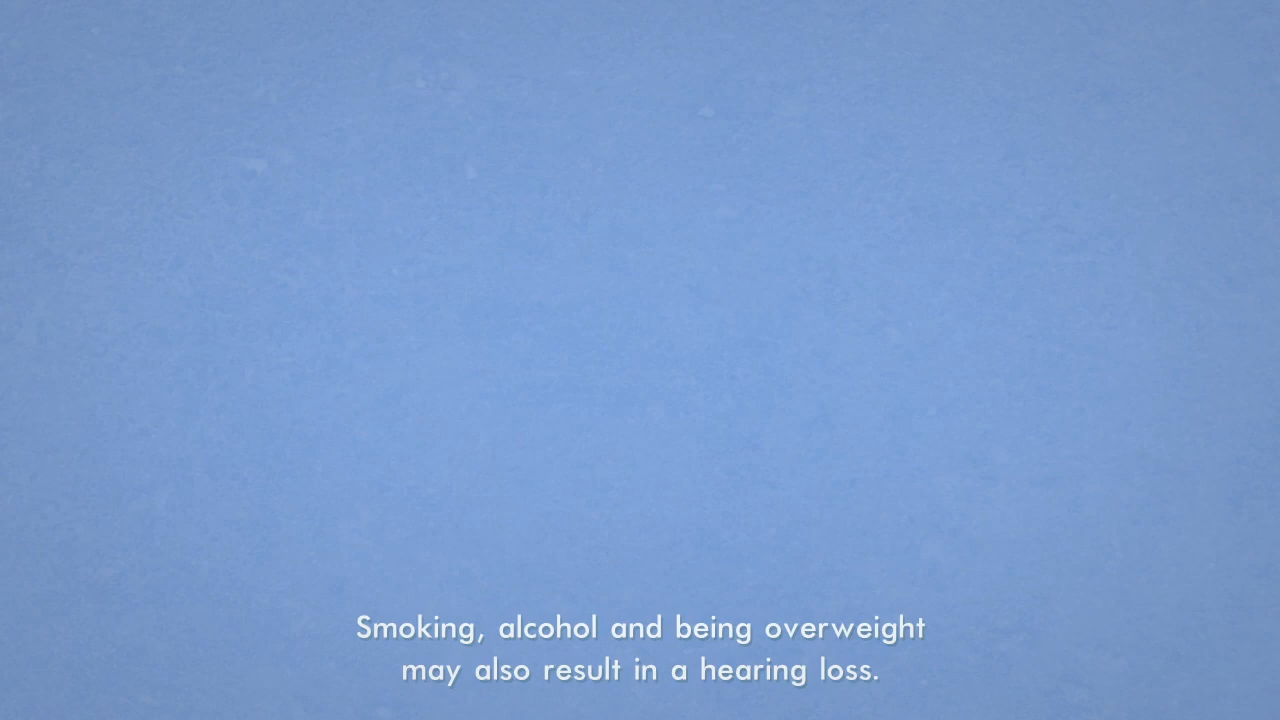 Smoking, alcohol and being overweight
may also result in a hearing loss.